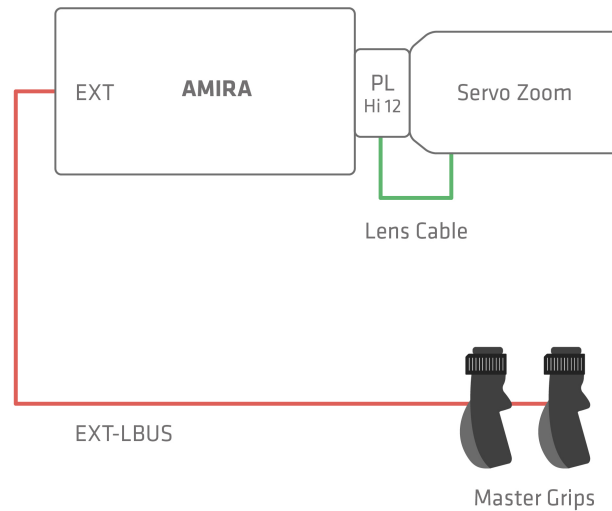 EXT
AMIRA
PL
Hi 12
Servo Zoom
Lens Cable
EXT-LBUS
Master Grips